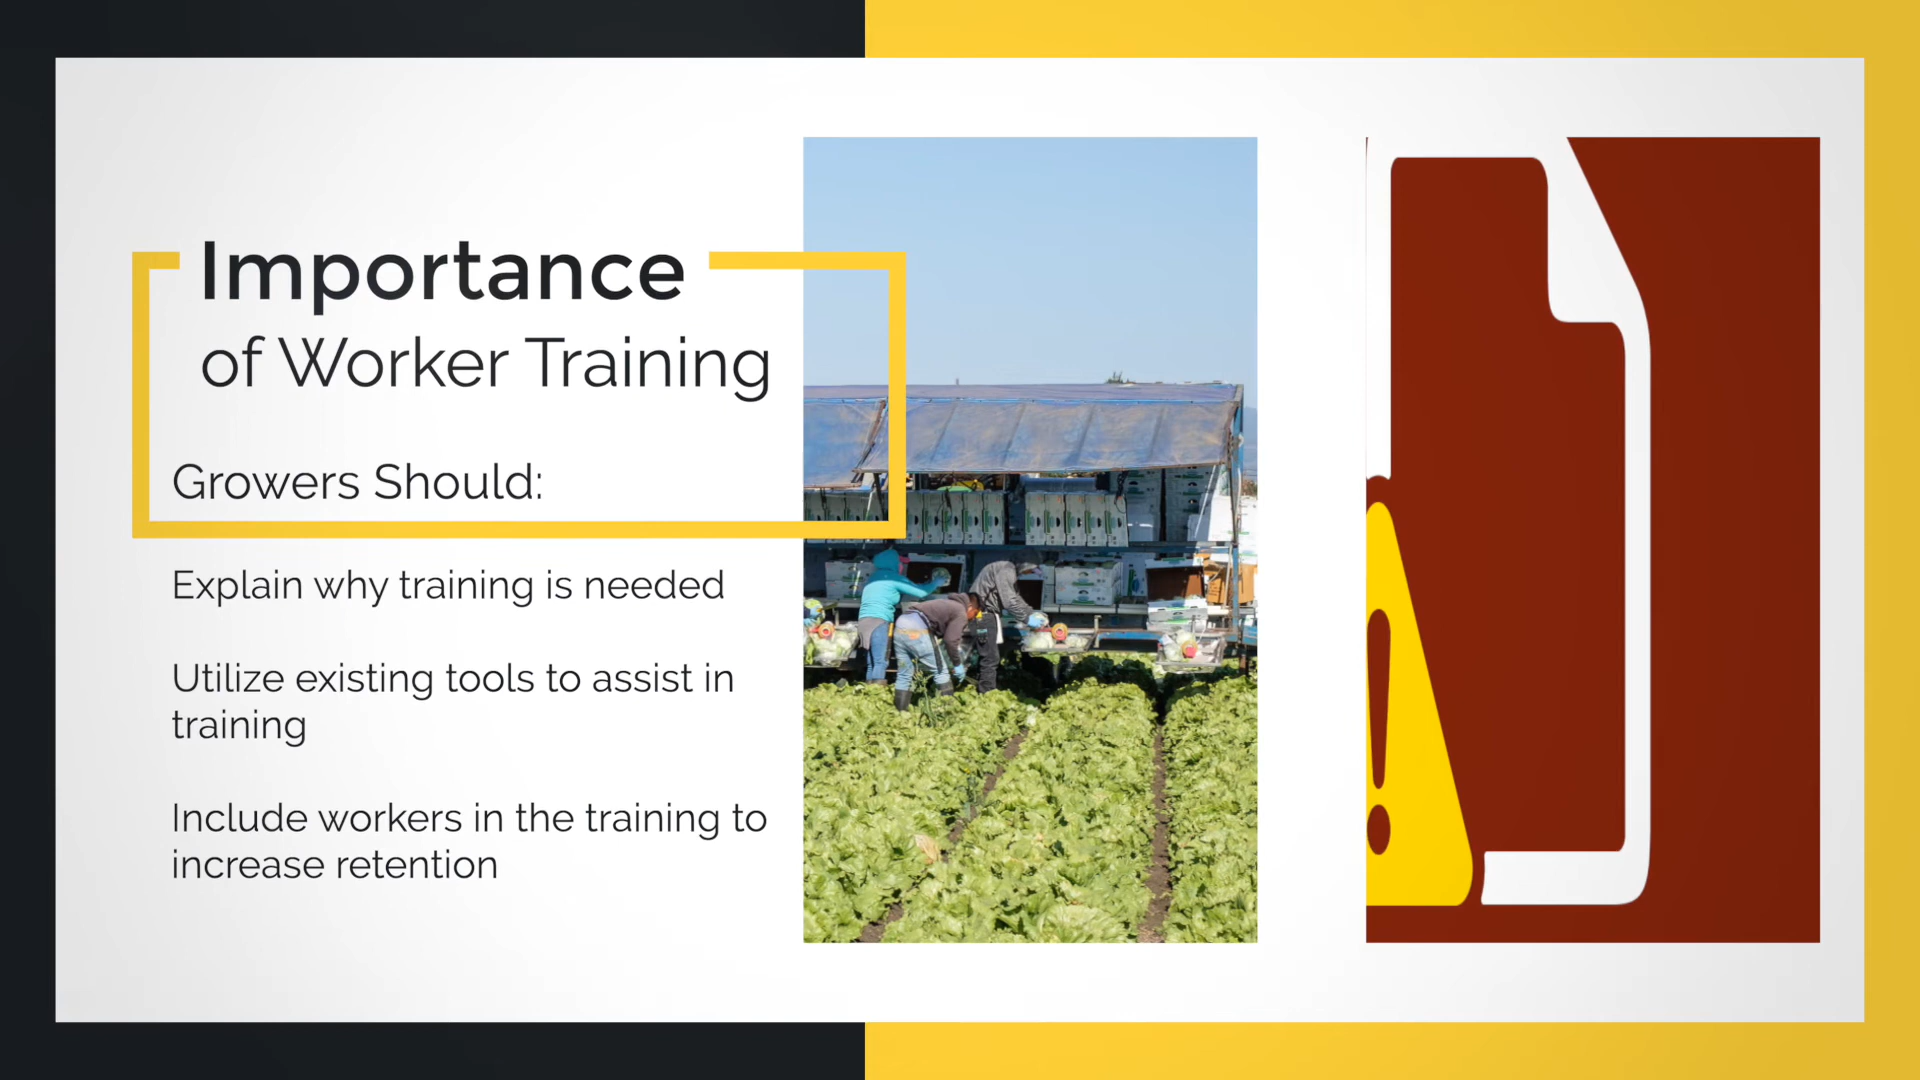 Importance
of Worker Training
Growers Should:
Explain why training is needed
Utilize existing tools to assist in
training
Include workers in the training to
increase retention